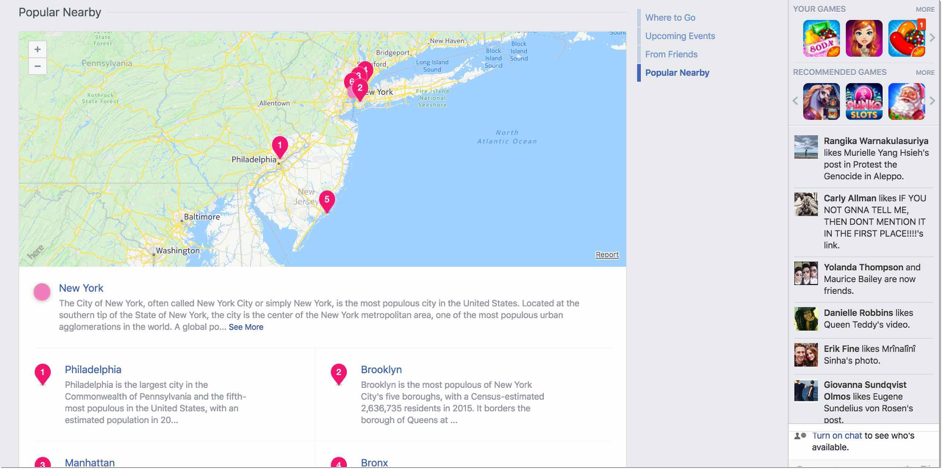 Popular Nearby
+
−
Pennsylvania
New Haven
Bridgeport
Block Island Sound
Block Island Sound
Long Island Sound
Fire Island National Seashore
6
3
2
ew York
Allentown
1
Philadelphia
North Atlantic Ocean
New Jersey
5
Baltimore
Washington
here
Report
New York
The City of New York, often called New York City or simply New York, is the most populous city in the United States. Located at the
southern tip of the State of New York, the city is the center of the New York metropolitan area, one of the most populous urban
agglomerations in the world. A global po... See More
1
Philadelphia
Philadelphia is the largest city in the
Commonwealth of Pennsylvania and the fifth-
most populous in the United States, with an
estimated population in 20...
2
Brooklyn
Brooklyn is the most populous of New York
City's five boroughs, with a Census-estimated
2,636,735 residents in 2015. It borders the
borough of Queens at ...
3
Manhattan
4
Bronx
Where to Go
Upcoming Events
From Friends
Popular Nearby
YOUR GAMES
MORE
SODA
1
RECOMMENDED GAMES
MORE
SLOTS
Rangika Warnakulasuriya
likes Murielle Yang Hsieh's
post in Protest the
Genocide in Aleppo.
Carly Allman likes IF YOU
NOT GNNA TELL ME,
THEN DONT MENTION IT
IN THE FIRST PLACE!!!!'s
link.
Yolanda Thompson and
Maurice Bailey are now
friends.
Danielle Robbins likes
Queen Teddy's video.
Erik Fine likes Mrīnalīnī
Sinha's photo.
Giovanna Sundqvist
Olmos likes Eugene
Sundelius von Rosen's
post.
Turn on chat to see who's
available.